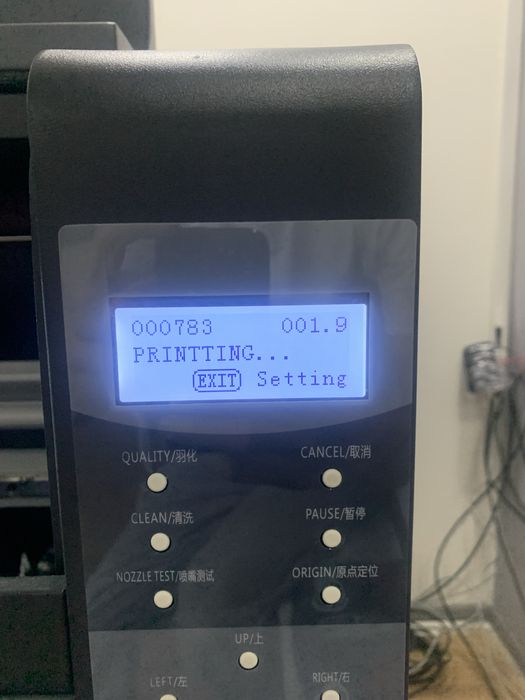 000783 001.9
PRINTTING...
EXIT Setting
QUALITY/羽化 CANCEL/取消
CLEAN/清洗 PAUSE/暂停
NOZZLE TEST/喷嘴测试 ORIGIN/原点定位
UP/上
LEFT/左 RIGHT/右